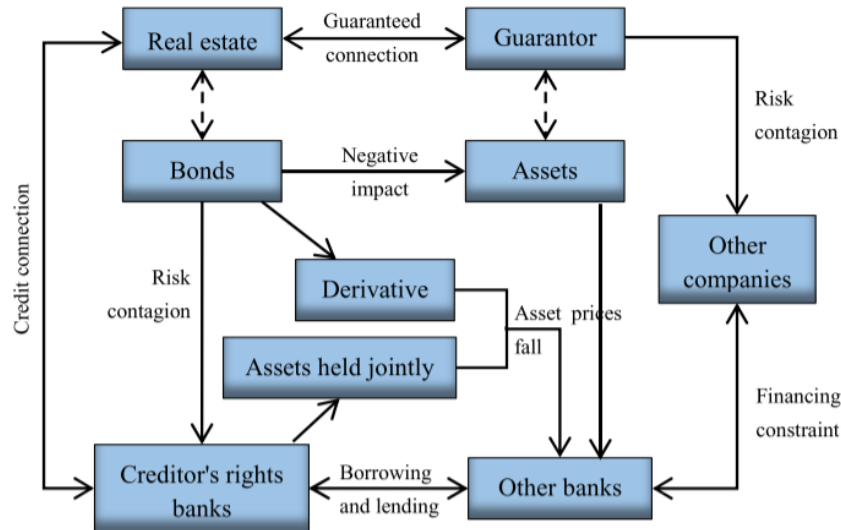 Real estate
Guaranteed
connection
Guarantor
Risk
contagion
Bonds
Negative
impact
Assets
Other
companies
Credit connection
Risk
contagion
Derivative
Asset prices
fall
Assets held jointly
Financing
constraint
Creditor's rights
banks
Borrowing
and lending
Other banks